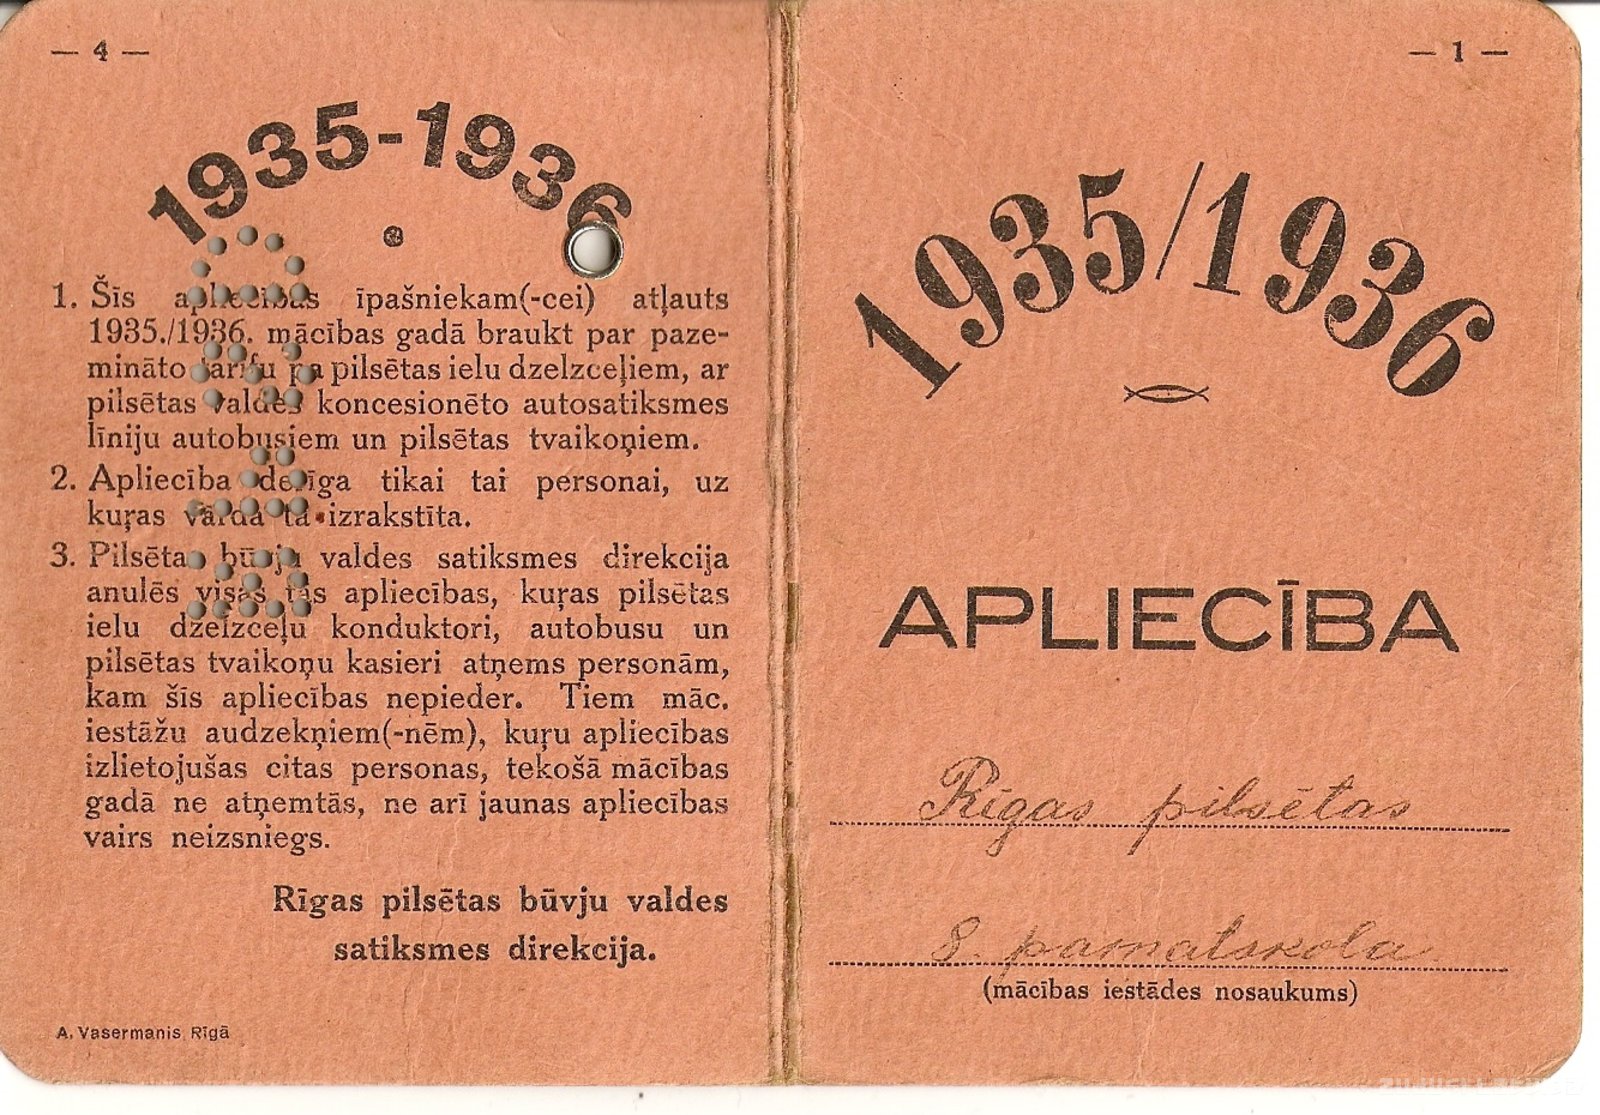 — 4 —
1935-1936
1. Šīs apliecības īpašniekam(-cei) atļauts
1935./1936. mācības gadā braukt par paze-
mināto tarifu pa pilsētas ielu dzelzceļiem, ar
pilsētas valdes koncesionēto autosatiksmes
līniju autobusiem un pilsētas tvaikoņiem.
2. Apliecība derīga tikai tai personai, uz
kuŗas vārda tā izrakstīta.
3. Pilsētas būvju valdes satiksmes direkcija
anulēs visas tās apliecības, kuŗas pilsētas
ielu dzelzceļu konduktori, autobusu un
pilsētas tvaikoņu kasieri atņems personām,
kam šīs apliecības nepieder. Tiem māc.
iestāžu audzekņiem(-nēm), kuŗu apliecības
izlietojušas citas personas, tekošā mācības
gadā ne atņemtās, ne arī jaunas apliecības
vairs neizsniegs.
Rīgas pilsētas būvju valdes
satiksmes direkcija.
A. Vasermanis Rīgā
— 1 —
1935/1936
APLIECĪBA
Rīgas pilsētas
8. pamatskola
(mācības iestādes nosaukums)